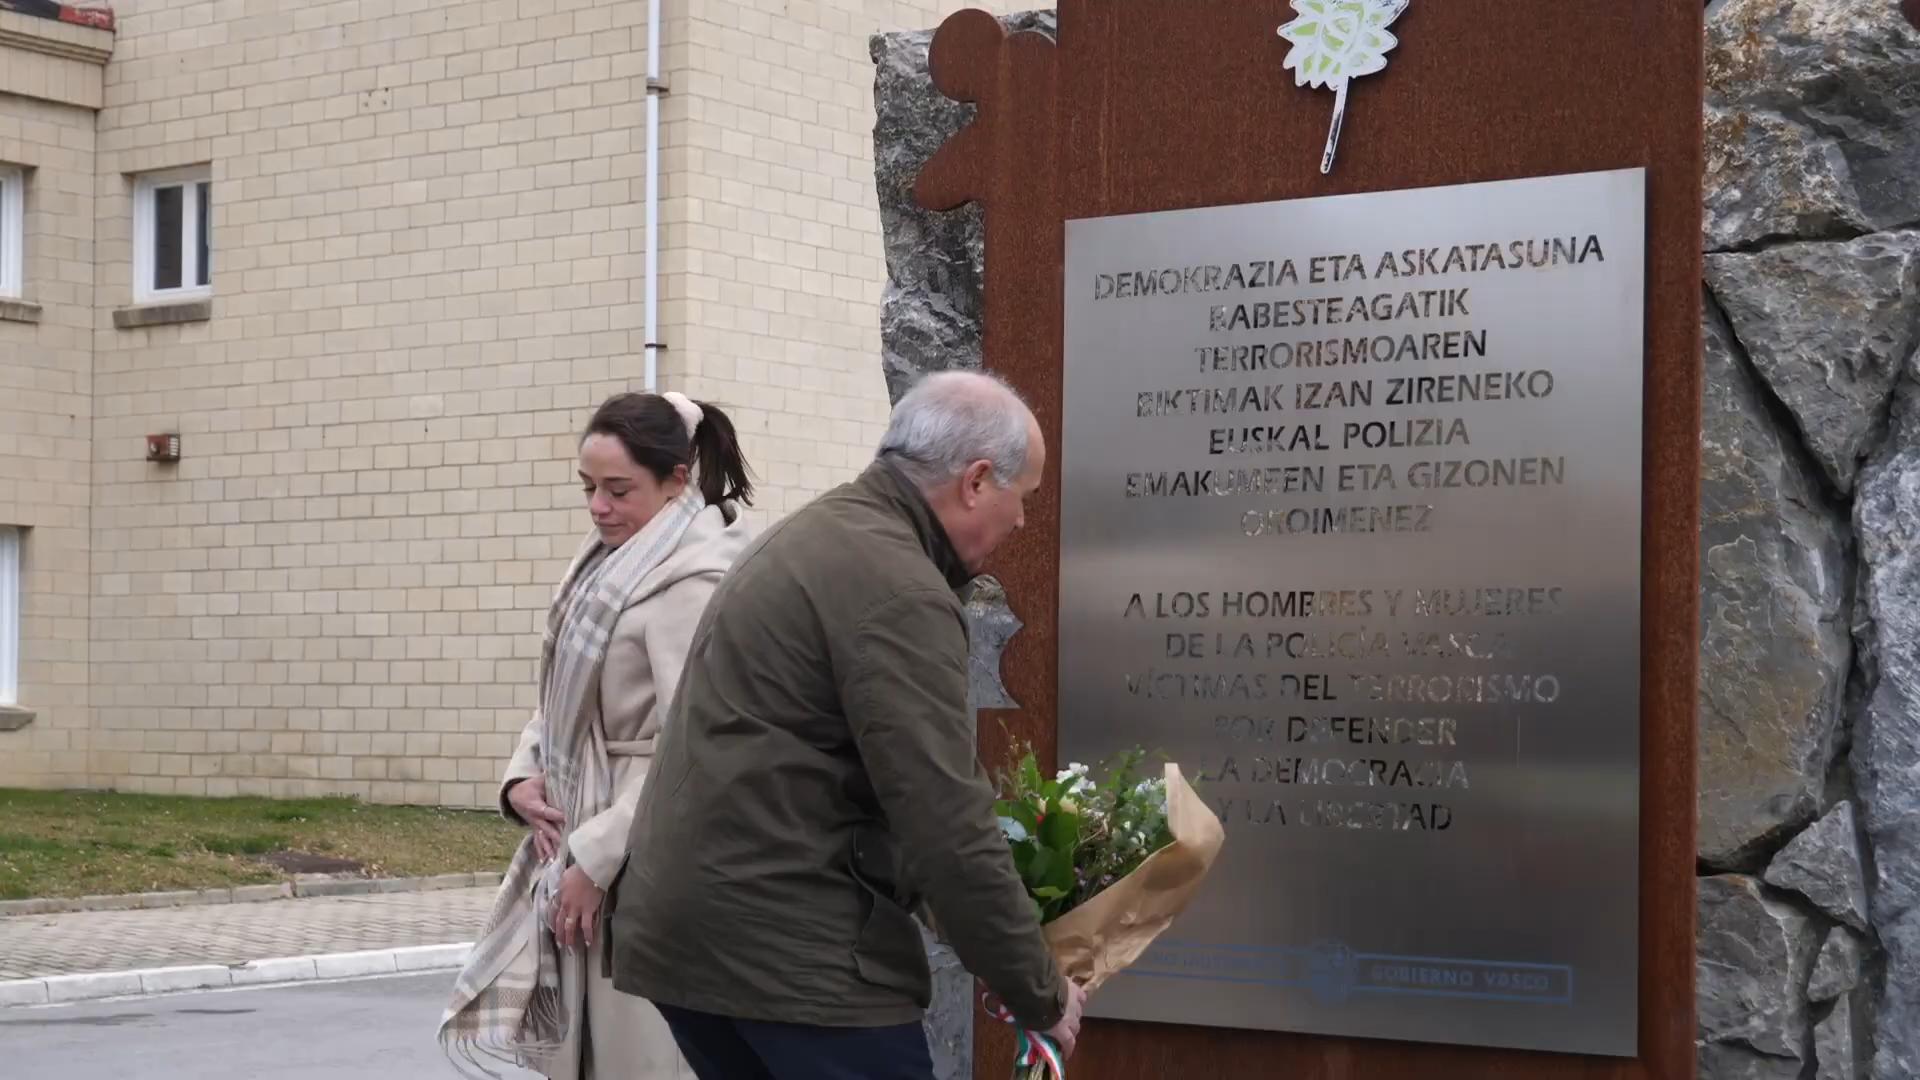 DEMOKRAZIA ETA ASKATASUNA
BABESTEAGATIK
TERRORISMOAREN
BIKTIMAK IZAN ZIRENEKO
EUSKAL POLIZIA
EMAKUMEEN ETA GIZONEN
OROIMENEZ
A LOS HOMBRES Y MUJERES
DE LA POLICÍA VASCA
VÍCTIMAS DEL TERRORISMO
POR DEFENDER
LA DEMOCRACIA
Y LA LIBERTAD
GOBIERNO VASCO